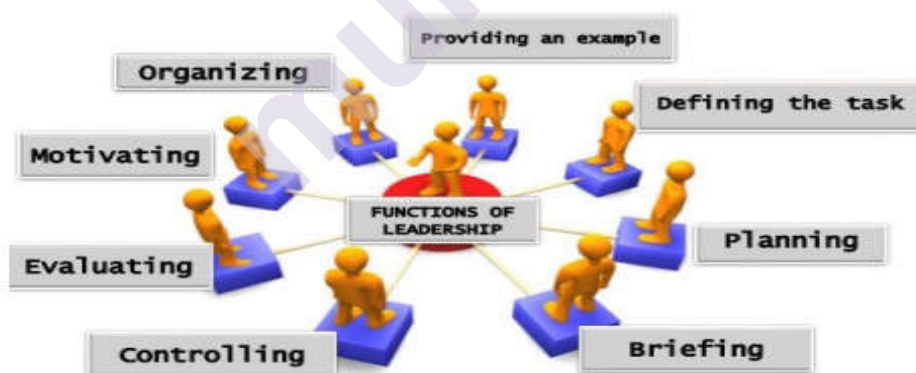 Providing an example
Organizing
Defining the task
Motivating
FUNCTIONS OF
LEADERSHIP
Planning
Evaluating
Briefing
Controlling